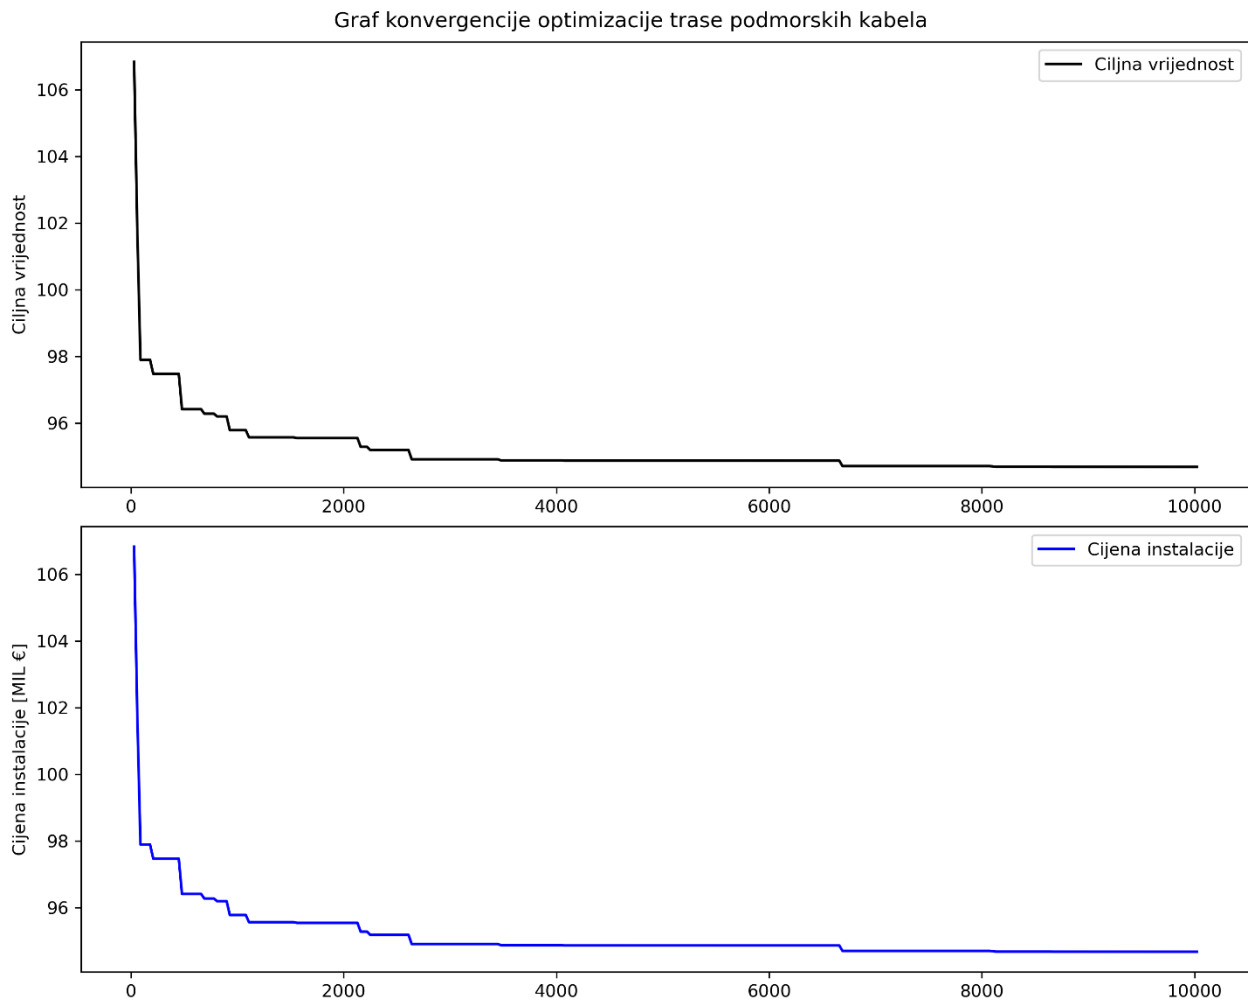 Graf konvergencije optimizacije trase podmorskih kabela
Ciljna vrijednost
Ciljna vrijednost
106
104
102
100
98
96
0 2000 4000 6000 8000 10000
Cijena instalacije
Cijena instalacije [MIL €]
106
104
102
100
98
96
0 2000 4000 6000 8000 10000